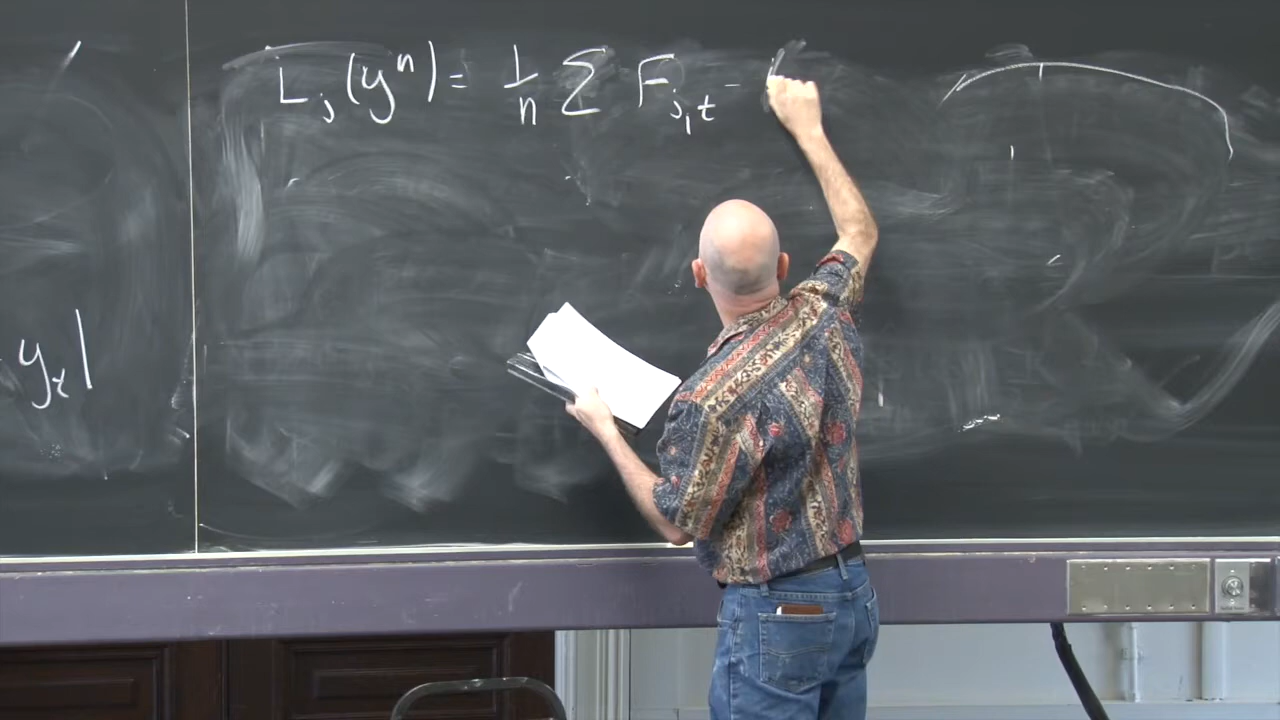 L_j(y^n) = 1/n Σ F_{j,t} -
y_t|